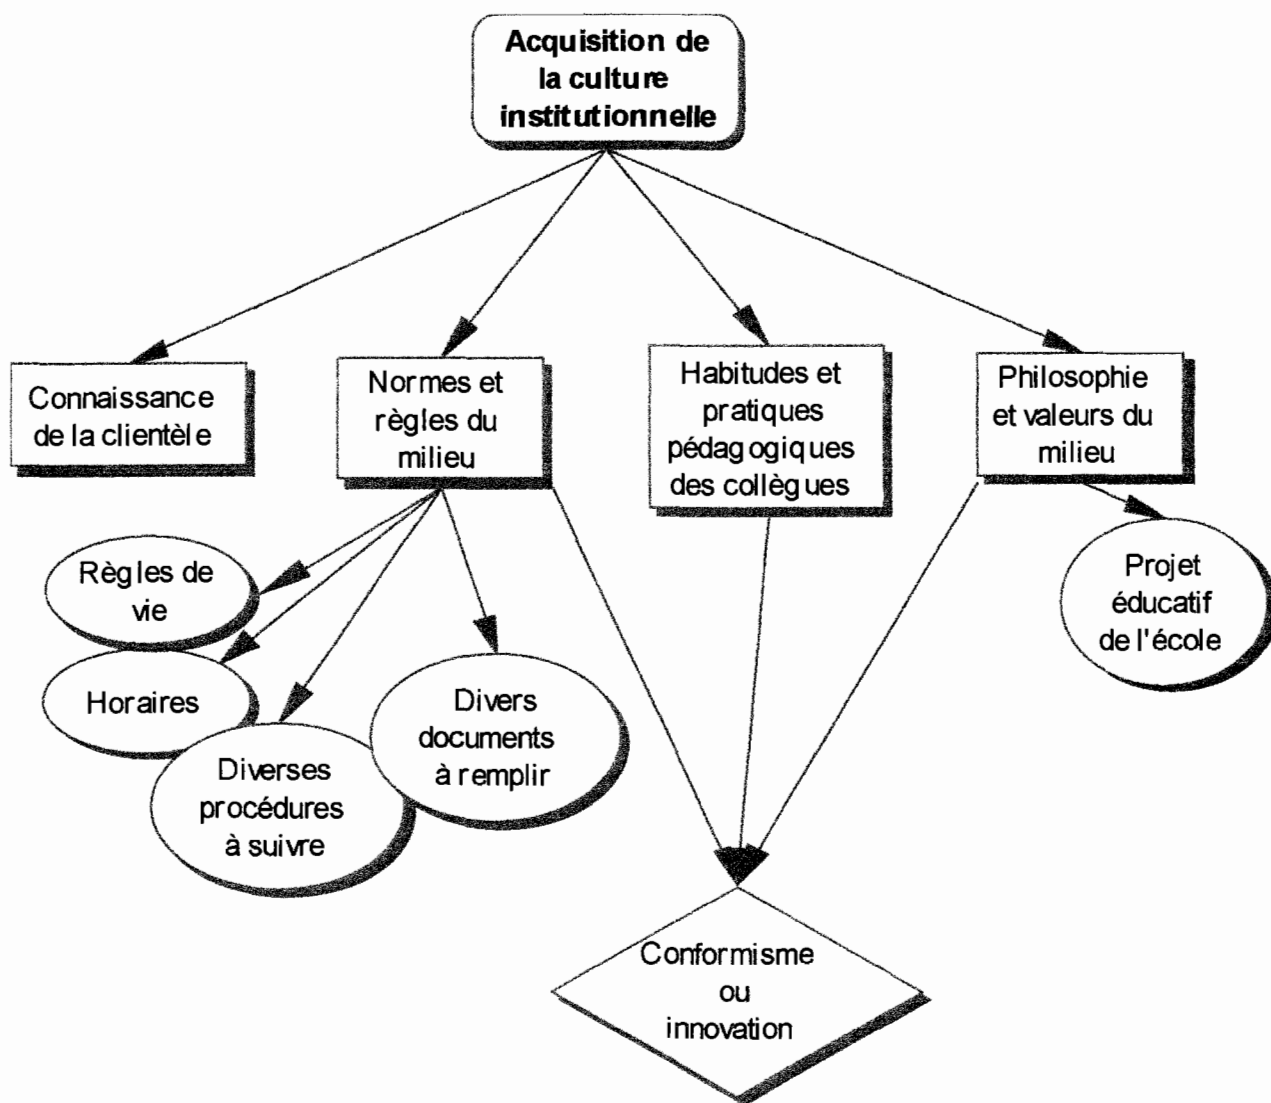 Acquisition de
la culture
institutionnelle
Connaissance
de la clientèle
Normes et
règles du
milieu
Habitudes et
pratiques
pédagogiques
des collègues
Philosophie
et valeurs du
milieu
Règles de
vie
Horaires
Diverses
procédures
à suivre
Divers
documents
à remplir
Projet
éducatif
de l'école
Conformisme
ou
innovation